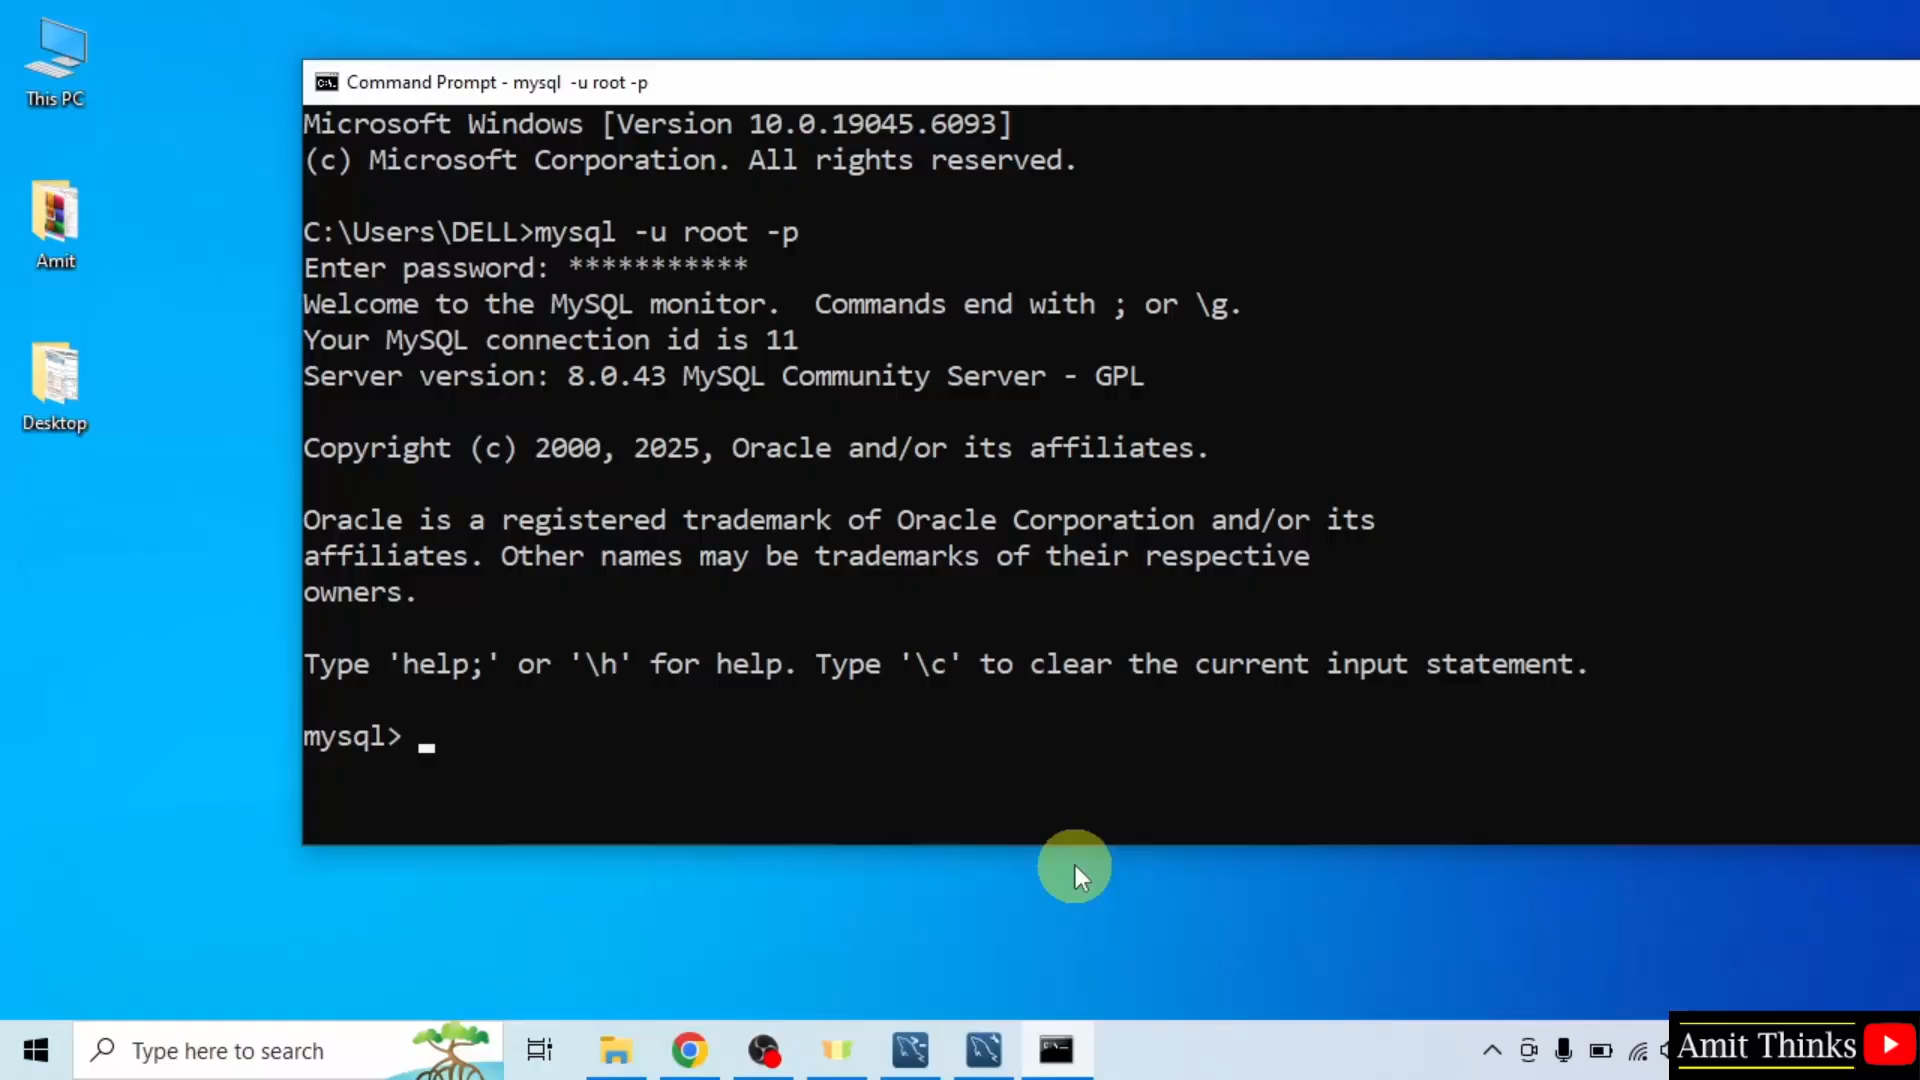 This PC
Amit
Desktop
Command Prompt - mysql  -u root -p
Microsoft Windows [Version 10.0.19045.6093]
(c) Microsoft Corporation. All rights reserved.
C:\Users\DELL>mysql -u root -p
Enter password: ***********
Welcome to the MySQL monitor.  Commands end with ; or \g.
Your MySQL connection id is 11
Server version: 8.0.43 MySQL Community Server - GPL
Copyright (c) 2000, 2025, Oracle and/or its affiliates.
Oracle is a registered trademark of Oracle Corporation and/or its
affiliates. Other names may be trademarks of their respective
owners.
Type 'help;' or '\h' for help. Type '\c' to clear the current input statement.
mysql>
Type here to search
Amit Thinks